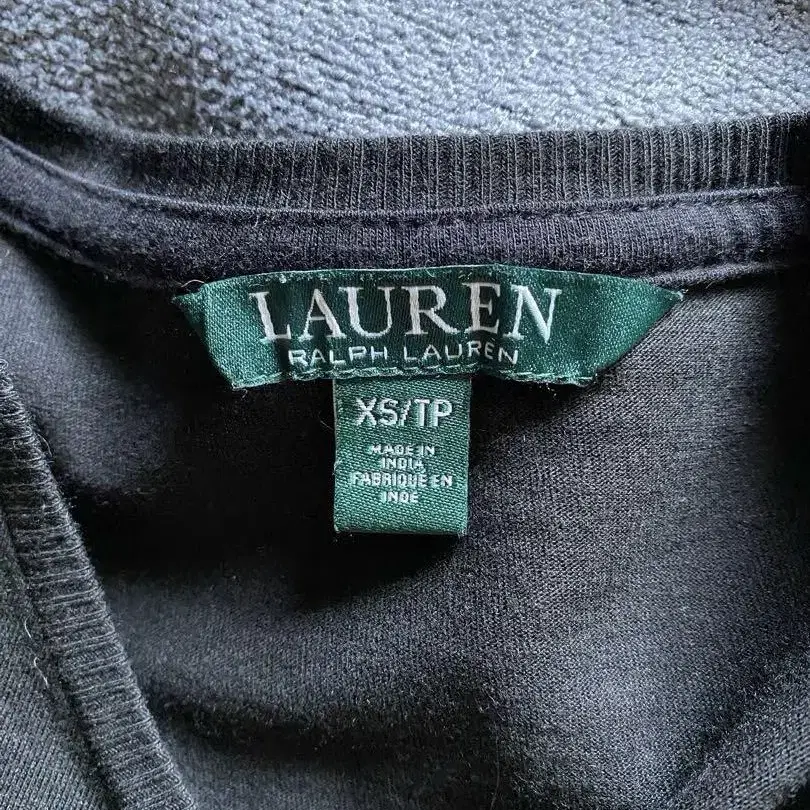 LAUREN
RALPH LAUREN
XS/TP
MADE IN
INDIA
FABRIQUÉ EN
INDE